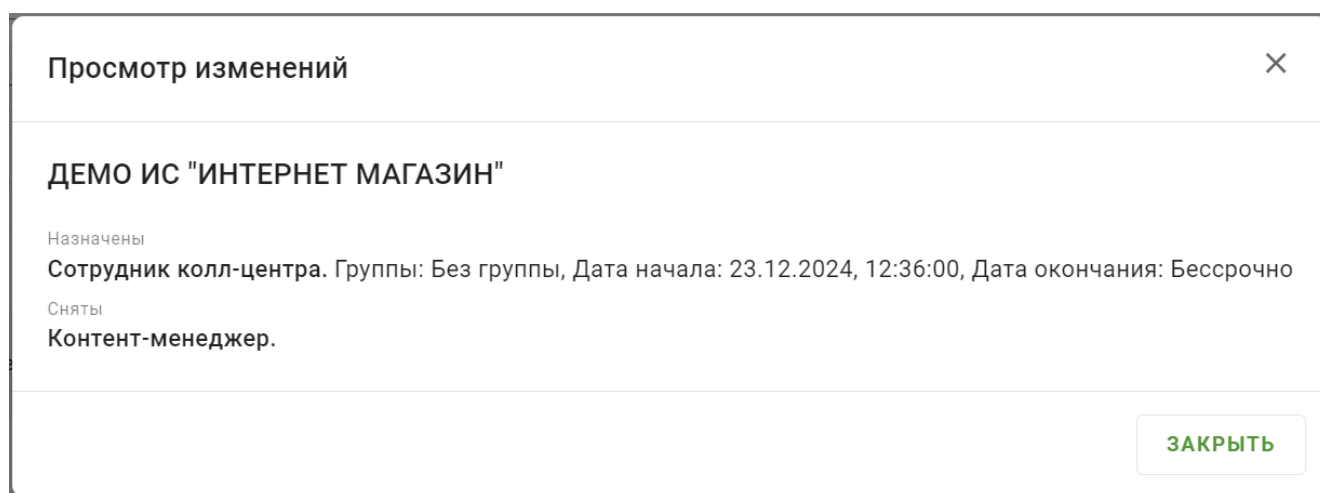 Просмотр изменений
ДЕМО ИС "ИНТЕРНЕТ МАГАЗИН"
Назначены
Сотрудник колл-центра. Группы: Без группы, Дата начала: 23.12.2024, 12:36:00, Дата окончания: Бессрочно
Сняты
Контент-менеджер.
ЗАКРЫТЬ